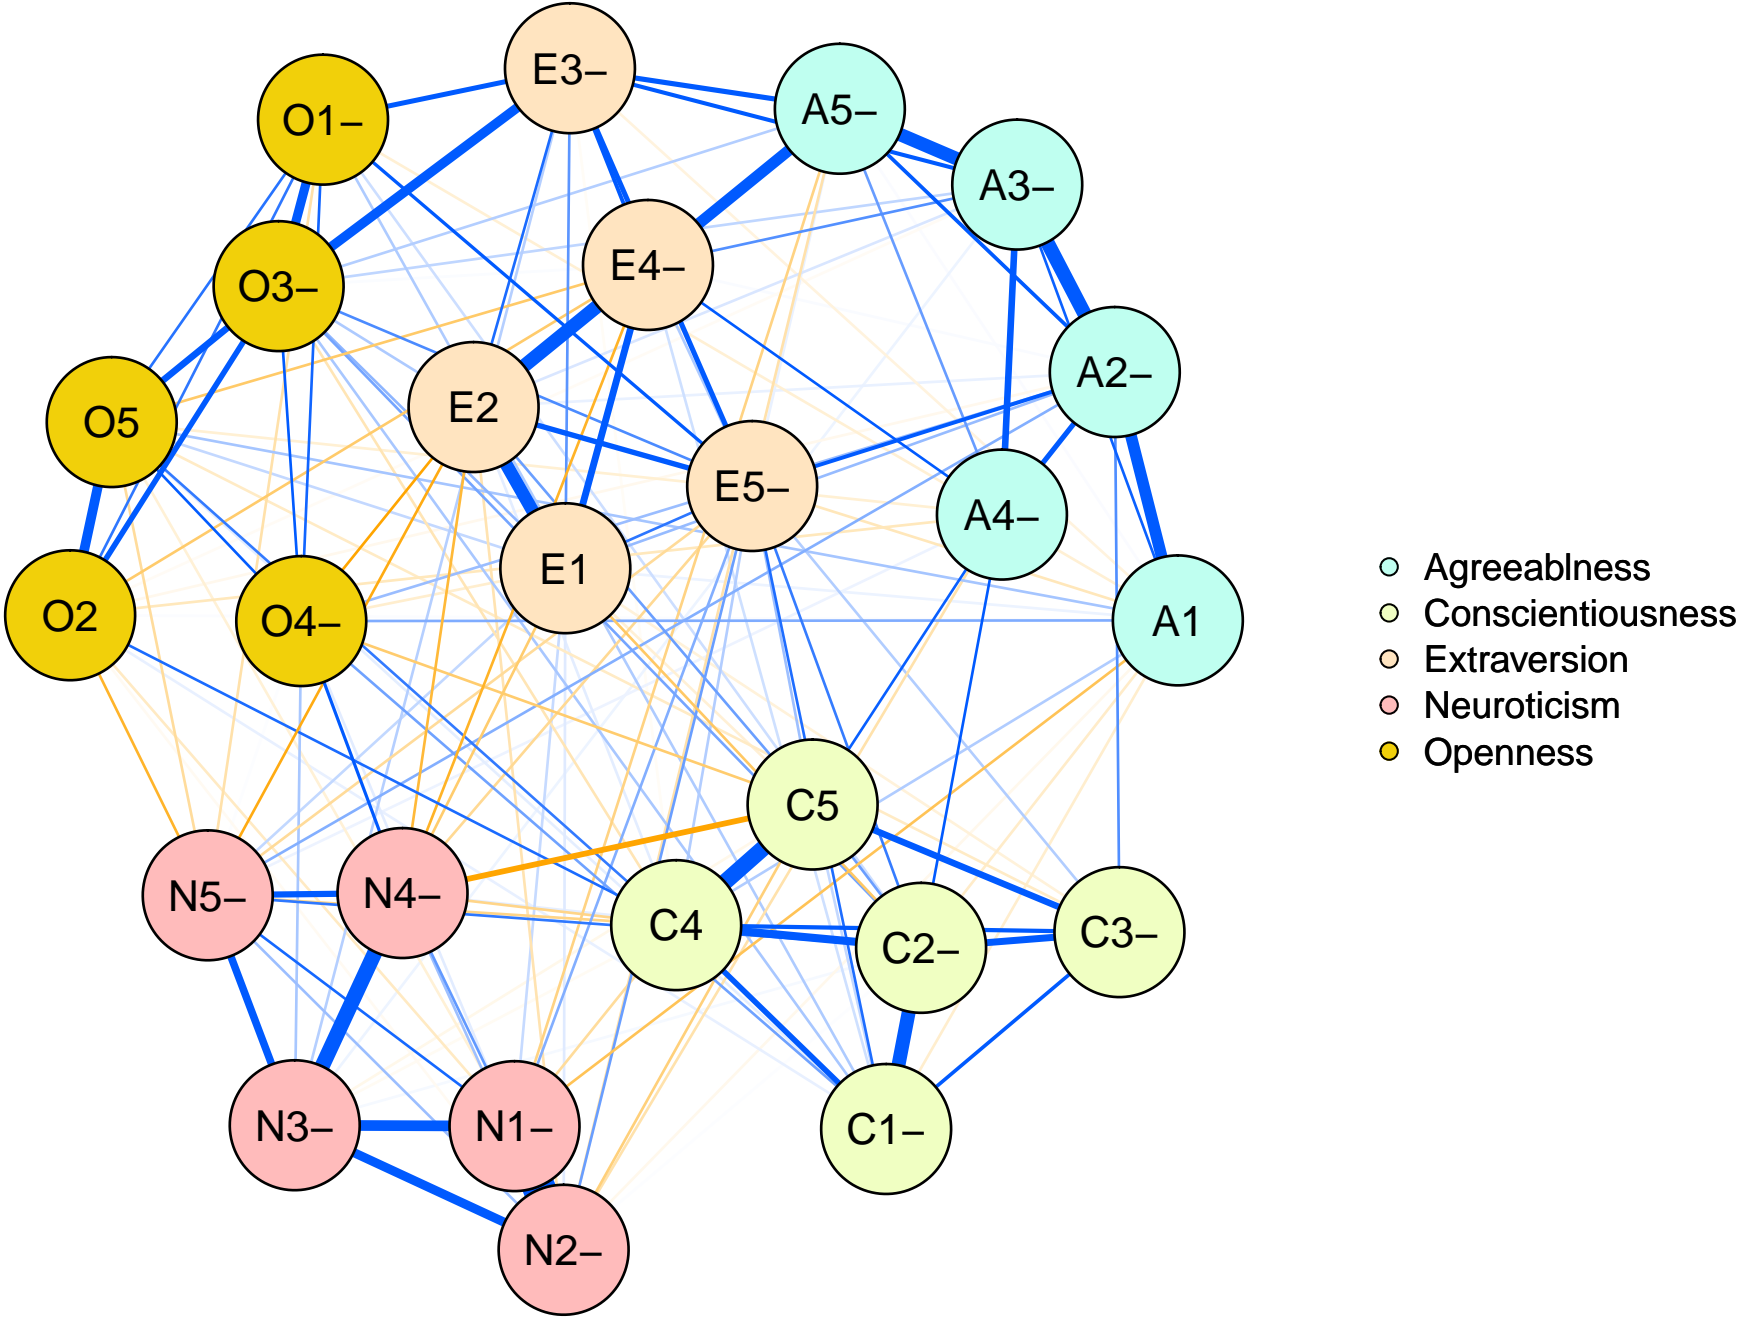 E3–
A5–
O1–
A3–
E4–
O3–
A2–
E2
O5
E5–
A4–
E1
Agreeablness
O2
O4–
A1
Conscientiousness
Extraversion
Neuroticism
Openness
C5
N5–
N4–
C4
C2–
C3–
N3–
N1–
C1–
N2–